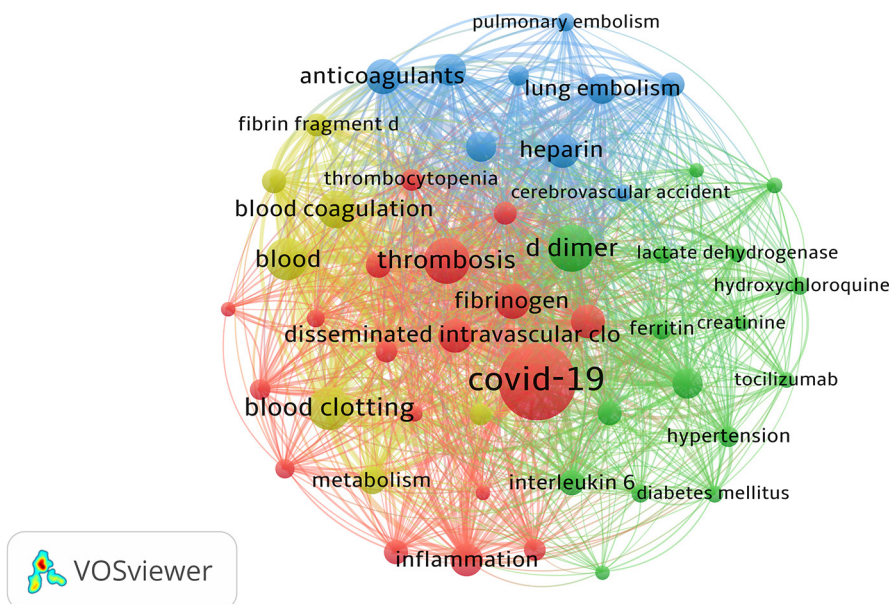 pulmonary embolism
anticoagulants
lung embolism
fibrin fragment d
heparin
thrombocytopenia
cerebrovascular accident
blood coagulation
d dimer
lactate dehydrogenase
blood
thrombosis
hydroxychloroquine
fibrinogen
disseminated intravascular clo
ferritin
creatinine
covid-19
tocilizumab
blood clotting
hypertension
metabolism
interleukin 6
diabetes mellitus
inflammation
VOSviewer